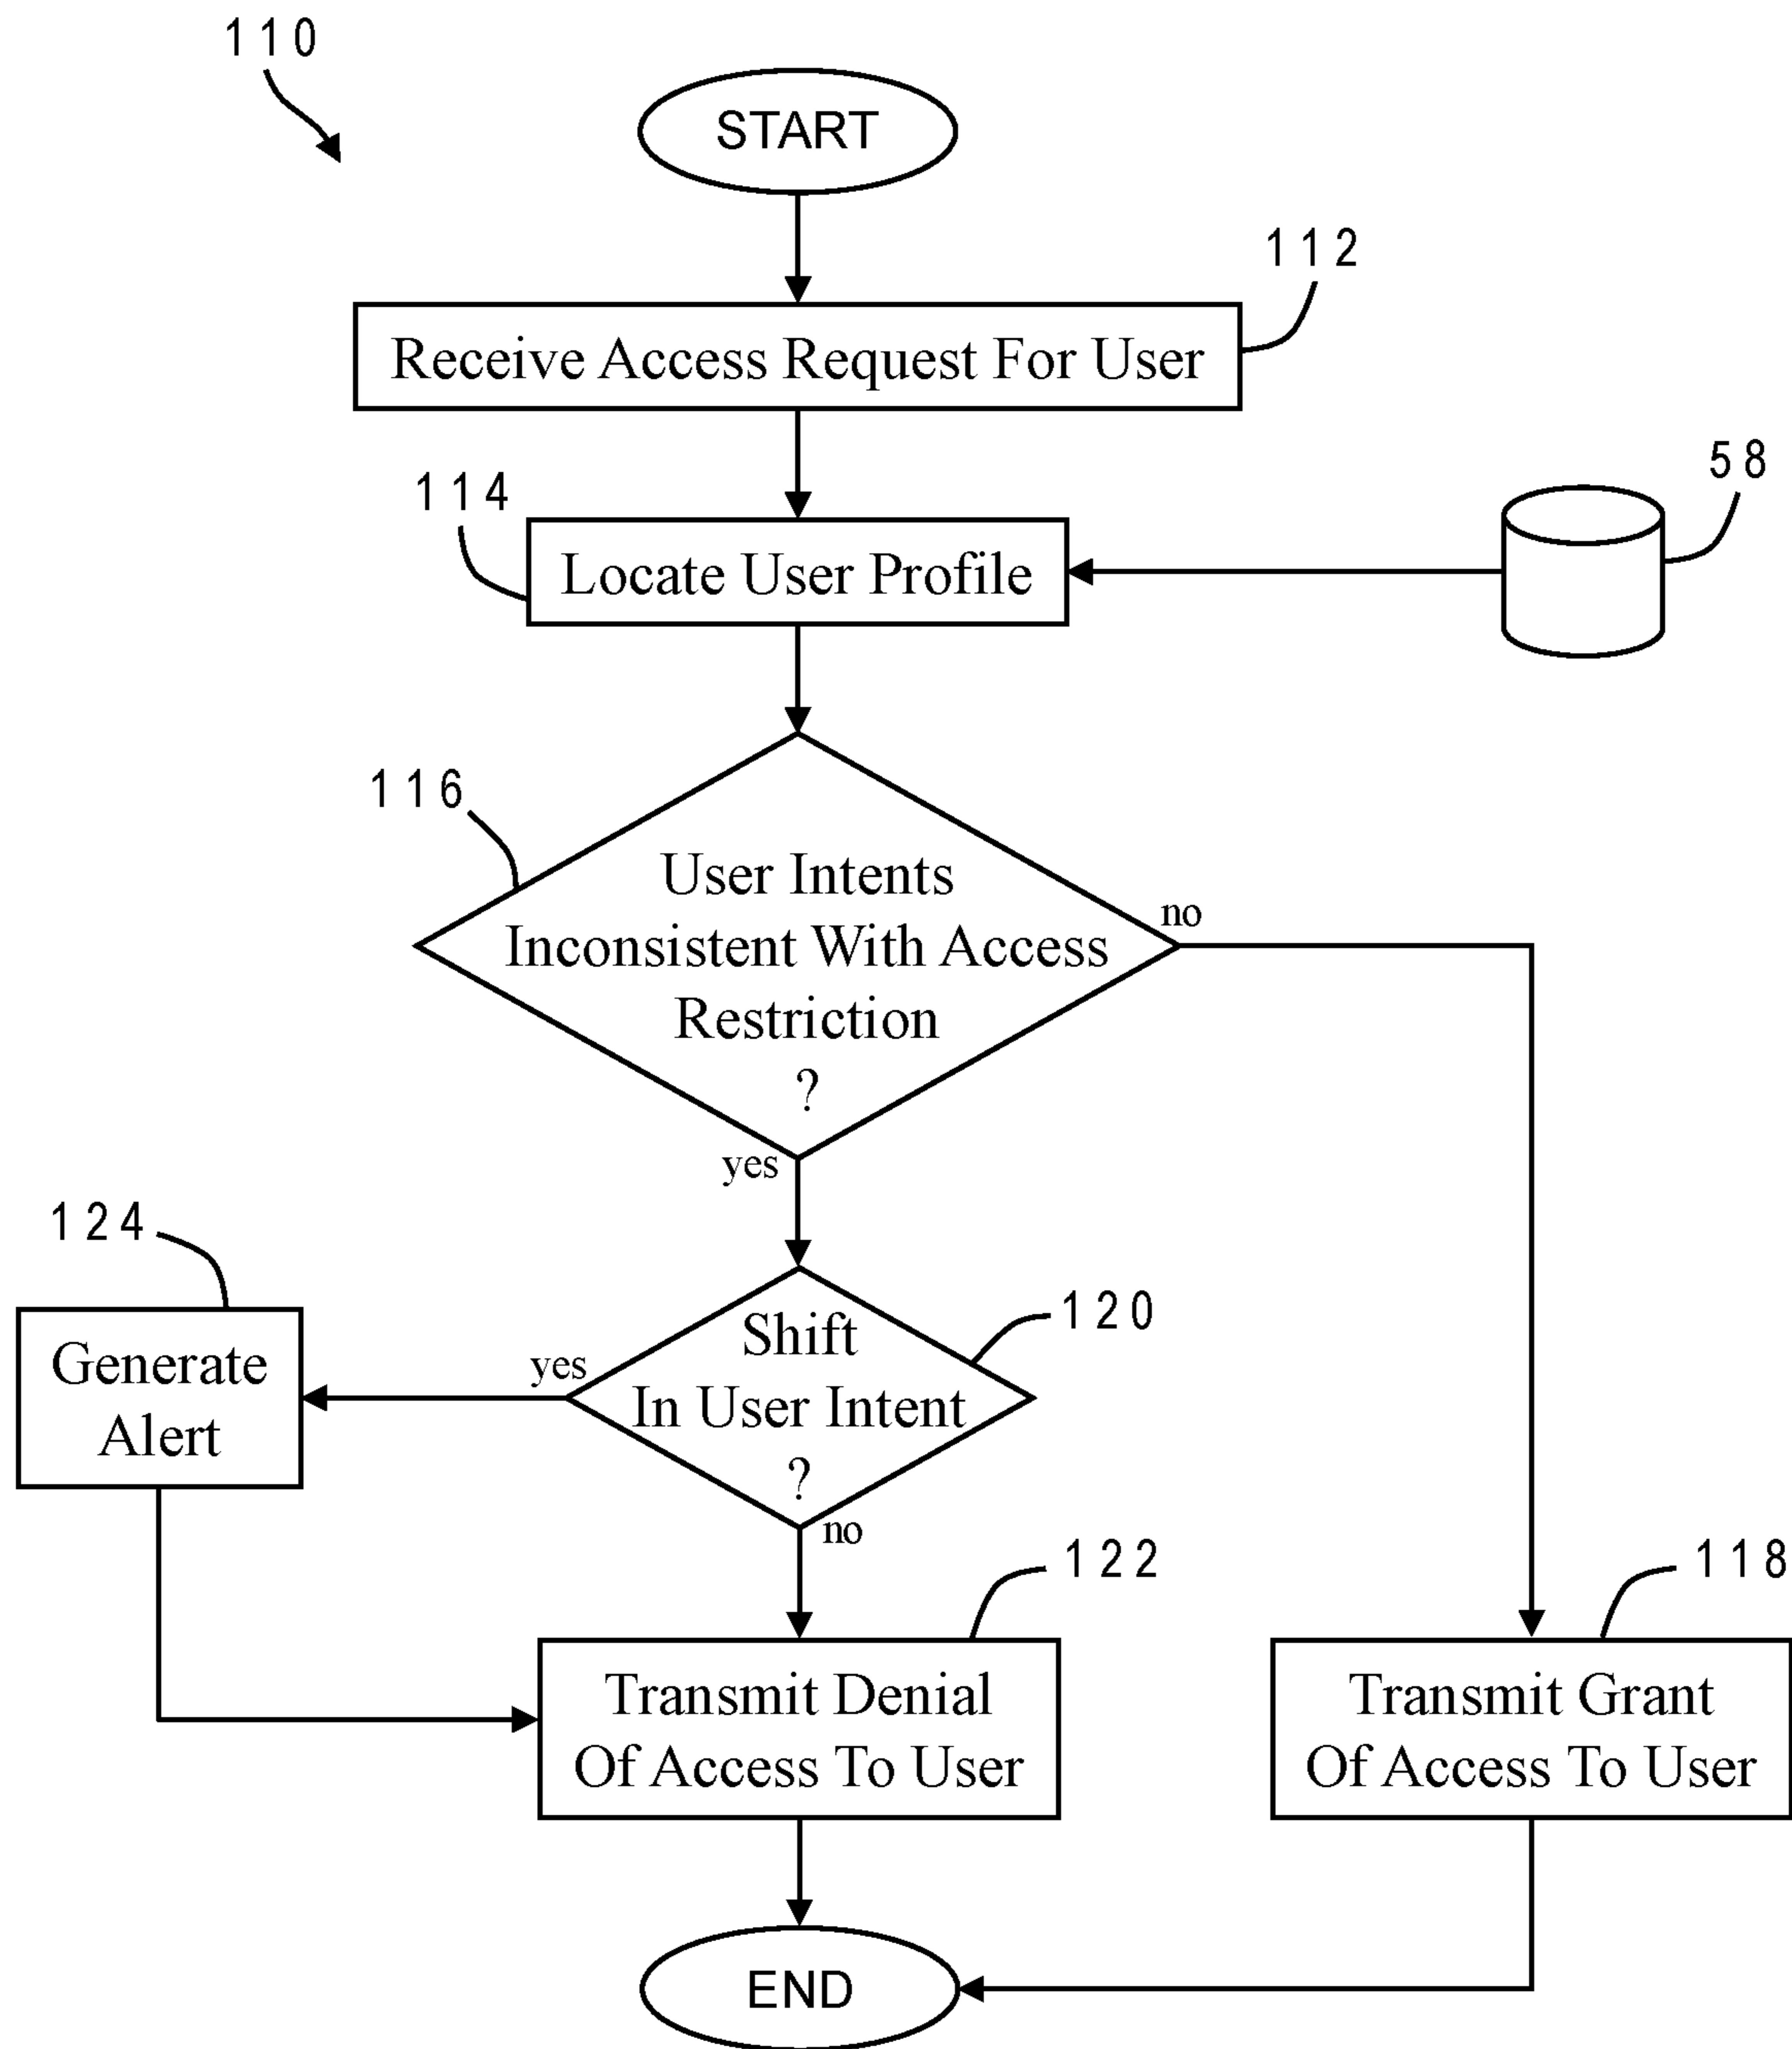 110
START
112
Receive Access Request For User
58
114
Locate User Profile
116
User Intents
Inconsistent With Access
Restriction
?
no
yes
124
120
Generate
Alert
yes
Shift
In User Intent
?
no
122
118
Transmit Denial
Of Access To User
Transmit Grant
Of Access To User
END